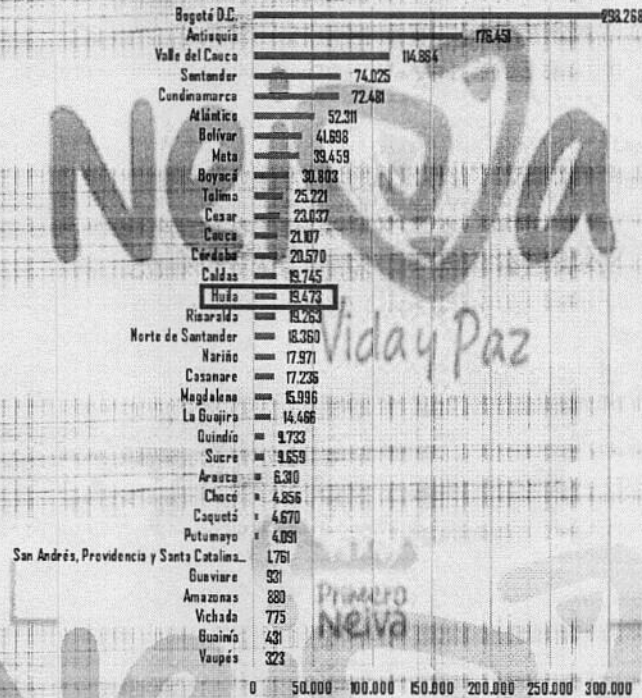 Bogotá D.C. 298.268
Antioquia 176.451
Valle del Cauca 114.864
Santander 74.025
Cundinamarca 72.481
Atlántico 52.311
Bolívar 41.698
Meta 39.459
Boyacá 30.803
Tolima 25.221
Cesar 23.037
Cauca 21.107
Córdoba 20.570
Caldas 19.745
Huila 19.473
Risaralda 19.263
Norte de Santander 18.360
Nariño 17.971
Casanare 17.236
Magdalena 15.996
La Guajira 14.466
Quindío 9.733
Sucre 9.659
Arauca 6.310
Chocó 4.856
Caquetá 4.670
Putumayo 4.091
San Andrés, Providencia y Santa Catalina... 1.761
Guaviare 931
Amazonas 880
Vichada 775
Guainía 431
Vaupés 323
0 50.000 100.000 150.000 200.000 250.000 300.000
Neiva
Vida y Paz
Primero
Neiva